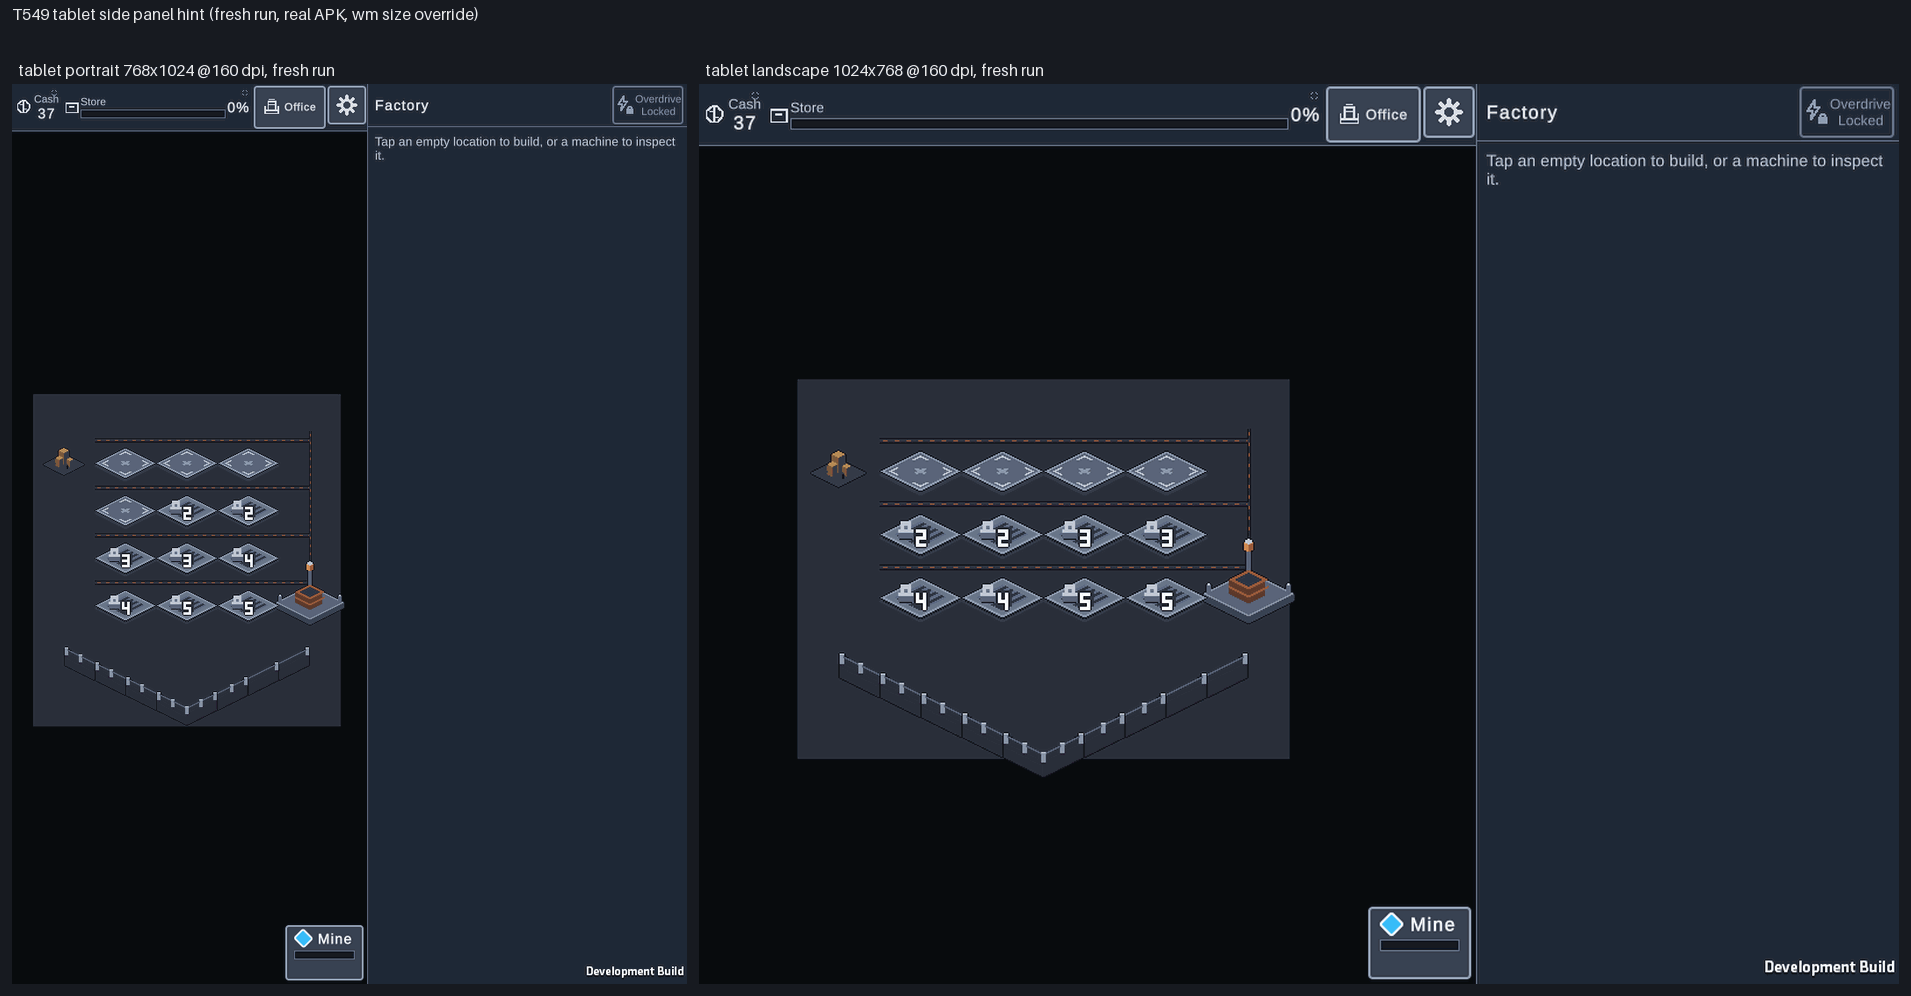 T549 tablet side panel hint (fresh run, real APK, wm size override)
tablet portrait 768x1024 @160 dpi, fresh run
Cash
37
Store
0%
Office
Factory
Overdrive
Locked
Tap an empty location to build, or a machine to inspect
it.
2
2
3
3
4
4
5
5
Mine
Development Build
tablet landscape 1024x768 @160 dpi, fresh run
Cash
37
Store
0%
Office
Factory
Overdrive
Locked
Tap an empty location to build, or a machine to inspect
it.
2
2
3
3
4
4
5
5
Mine
Development Build